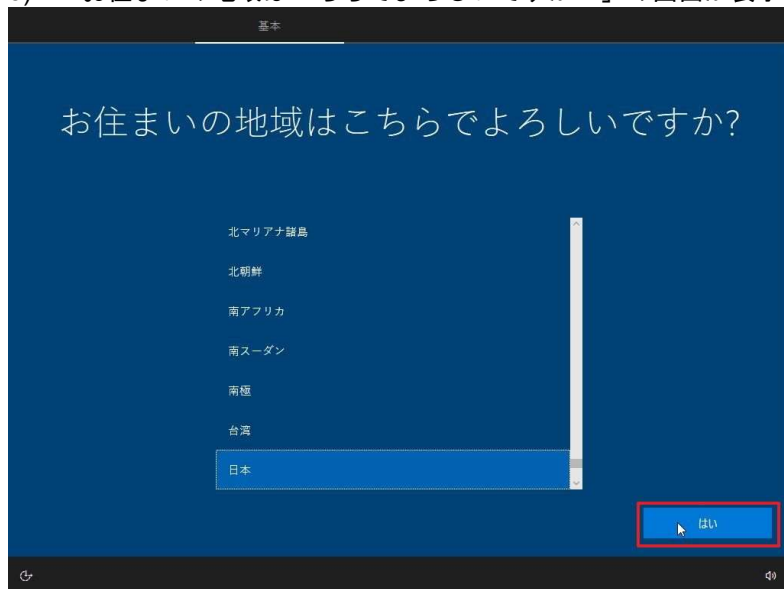 基本
お住まいの地域はこちらでよろしいですか?
北マリアナ諸島
北朝鮮
南アフリカ
南スーダン
南極
台湾
日本
はい